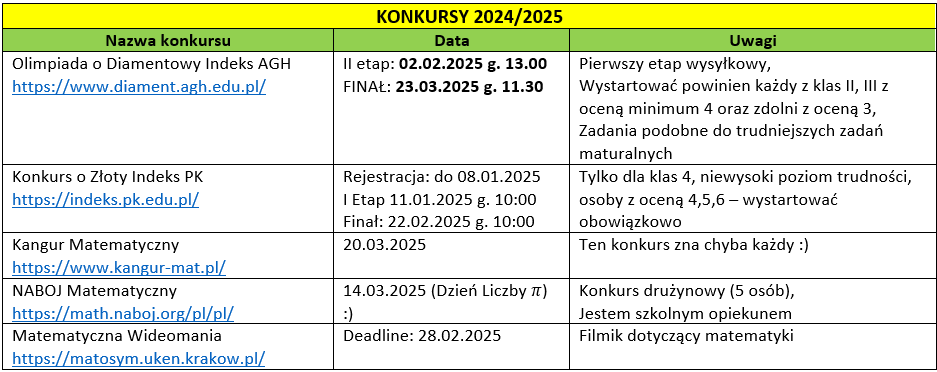 KONKURSY 2024/2025
Nazwa konkursu Data Uwagi
Olimpiada o Diamentowy Indeks AGH
https://www.diament.agh.edu.pl/
II etap: 02.02.2025 g. 13.00
FINAŁ: 23.03.2025 g. 11.30
Pierwszy etap wysyłkowy,
Wystartować powinien każdy z klas II, III z
oceną minimum 4 oraz zdolni z oceną 3,
Zadania podobne do trudniejszych zadań
maturalnych
Konkurs o Złoty Indeks PK
https://indeks.pk.edu.pl/
Rejestracja: do 08.01.2025
I Etap 11.01.2025 g. 10:00
Finał: 22.02.2025 g. 10:00
Tylko dla klas 4, niewysoki poziom trudności,
osoby z oceną 4,5,6 – wystartować
obowiązkowo
Kangur Matematyczny
https://www.kangur-mat.pl/
20.03.2025
Ten konkurs zna chyba każdy :)
NABOJ Matematyczny
https://math.naboj.org/pl/pl/
14.03.2025 (Dzień Liczby π)
:)
Konkurs drużynowy (5 osób),
Jestem szkolnym opiekunem
Matematyczna Wideomania
https://matosym.uken.krakow.pl/
Deadline: 28.02.2025
Filmik dotyczący matematyki